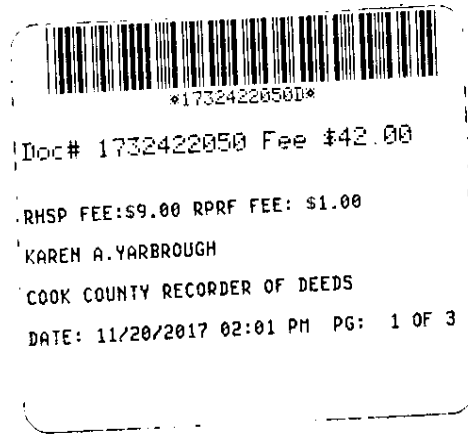 *1732422050D*
Doc# 1732422050 Fee $42.00
RHSP FEE:$9.00 RPRF FEE: $1.00
KAREN A.YARBROUGH
COOK COUNTY RECORDER OF DEEDS
DATE: 11/20/2017 02:01 PM PG: 1 OF 3